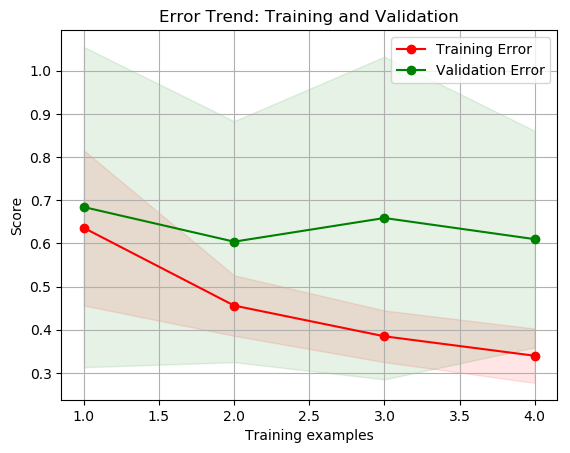 Error Trend: Training and Validation
Training Error
Validation Error
Score
1.0
0.9
0.8
0.7
0.6
0.5
0.4
0.3
1.0 1.5 2.0 2.5 3.0 3.5 4.0
Training examples